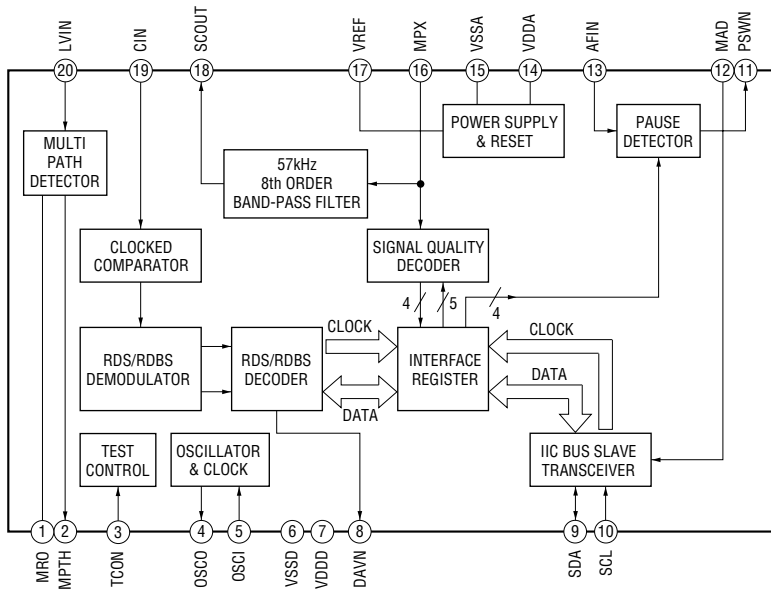 LVIN
CIN
SCOUT
VREF
MPX
VSSA
VDDA
AFIN
MAD
PSWN
20
19
18
17
16
15
14
13
12
11
MULTI
PATH
DETECTOR
57kHz
8th ORDER
BAND-PASS FILTER
POWER SUPPLY
& RESET
PAUSE
DETECTOR
CLOCKED
COMPARATOR
SIGNAL QUALITY
DECODER
4
5
4
RDS/RDBS
DEMODULATOR
RDS/RDBS
DECODER
CLOCK
DATA
INTERFACE
REGISTER
CLOCK
DATA
TEST
CONTROL
OSCILLATOR
& CLOCK
IIC BUS SLAVE
TRANSCEIVER
1
2
3
4
5
6
7
8
9
10
MRO
MPTH
TCON
OSCO
OSCI
VSSD
VDDD
DAVN
SDA
SCL